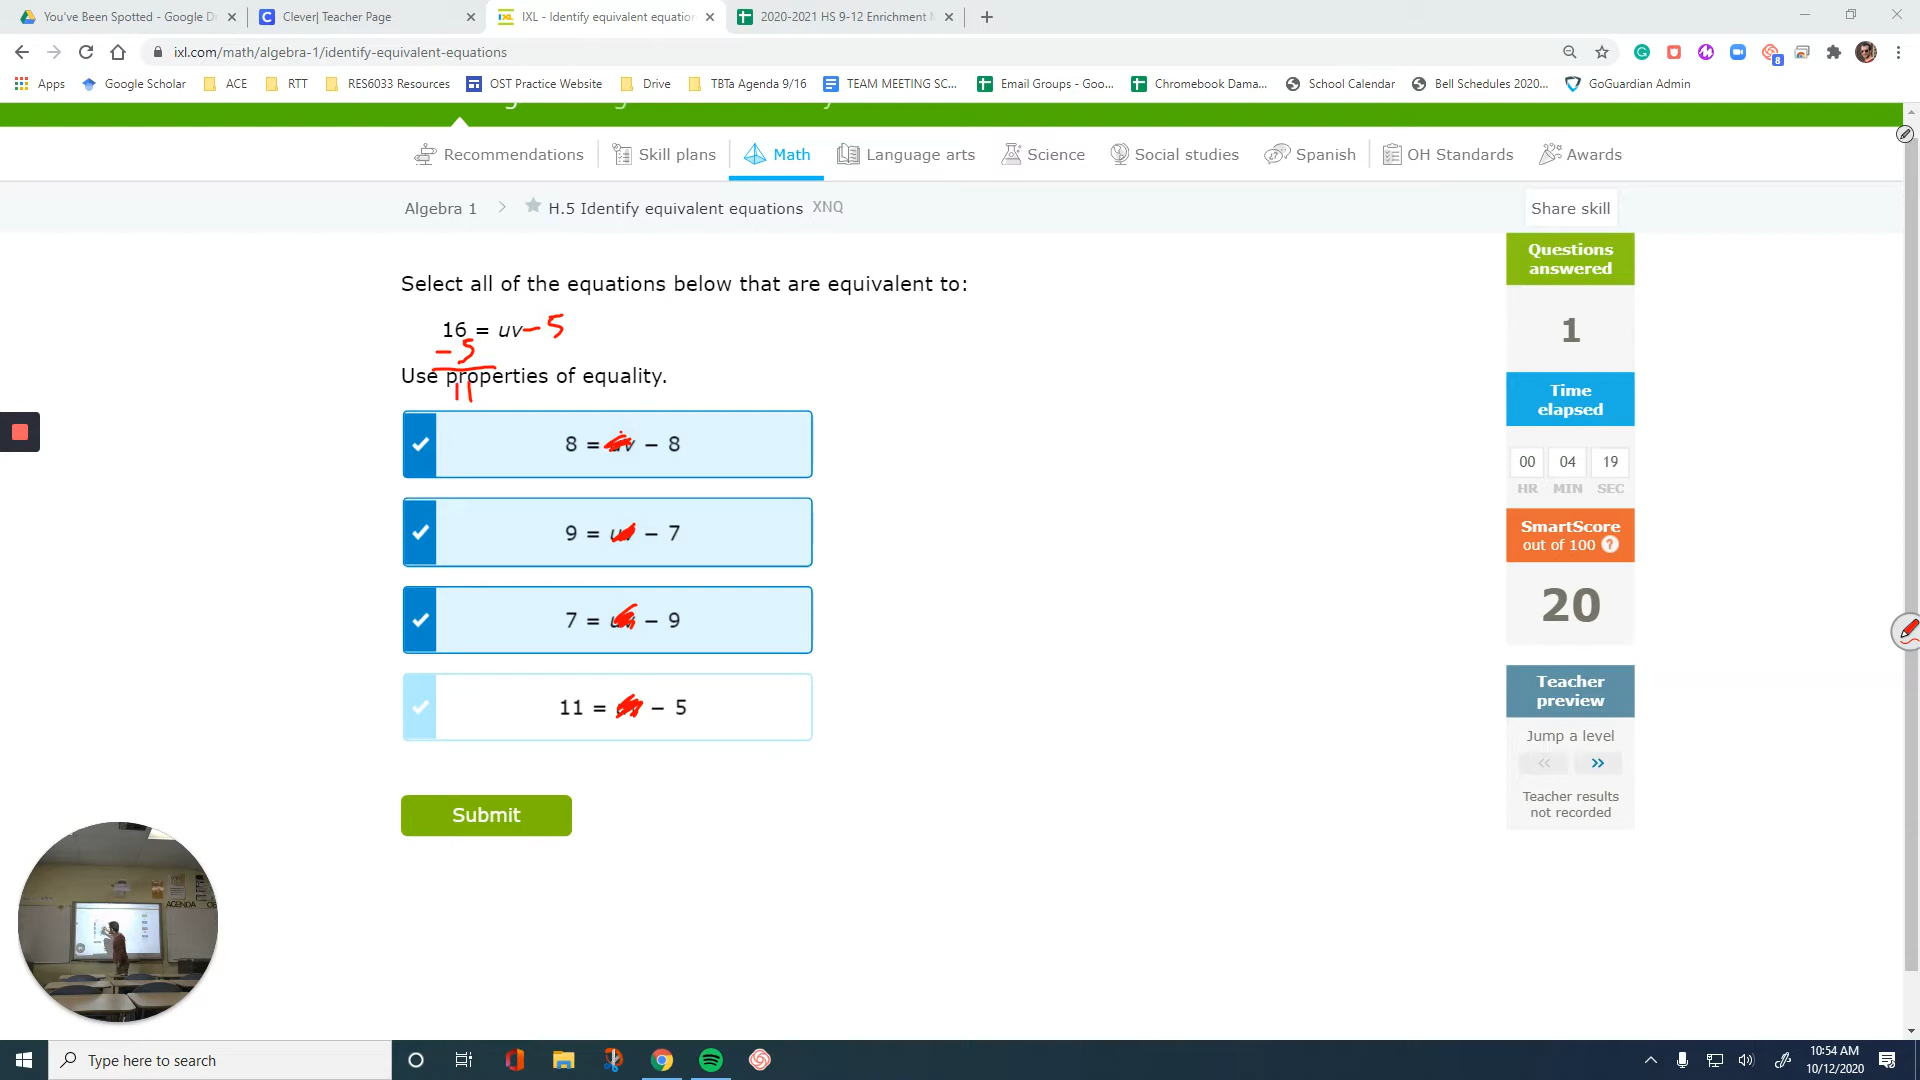 You've Been Spotted - Google D
Clever| Teacher Page
IXL - Identify equivalent equation
2020-2021 HS 9-12 Enrichment M
ixl.com/math/algebra-1/identify-equivalent-equations
8
Apps Google Scholar ACE RTT RES6033 Resources OST Practice Website Drive TBTa Agenda 9/16 TEAM MEETING SC... Email Groups - Goo... Chromebook Dama... School Calendar Bell Schedules 2020... GoGuardian Admin
Recommendations Skill plans Math Language arts Science Social studies Spanish OH Standards Awards
Algebra 1 > H.5 Identify equivalent equations XNQ
Share skill
Select all of the equations below that are equivalent to:
16 = uv - 5
- 5
11
Use properties of equality.
8 = uv − 8
9 = uv − 7
7 = uv − 9
11 = − 5
Submit
Questions answered
1
Time elapsed
00 04 19
HR MIN SEC
SmartScore
out of 100 ?
20
Teacher preview
Jump a level
<< >>
Teacher results
not recorded
AGENDA
Type here to search
10:54 AM
10/12/2020